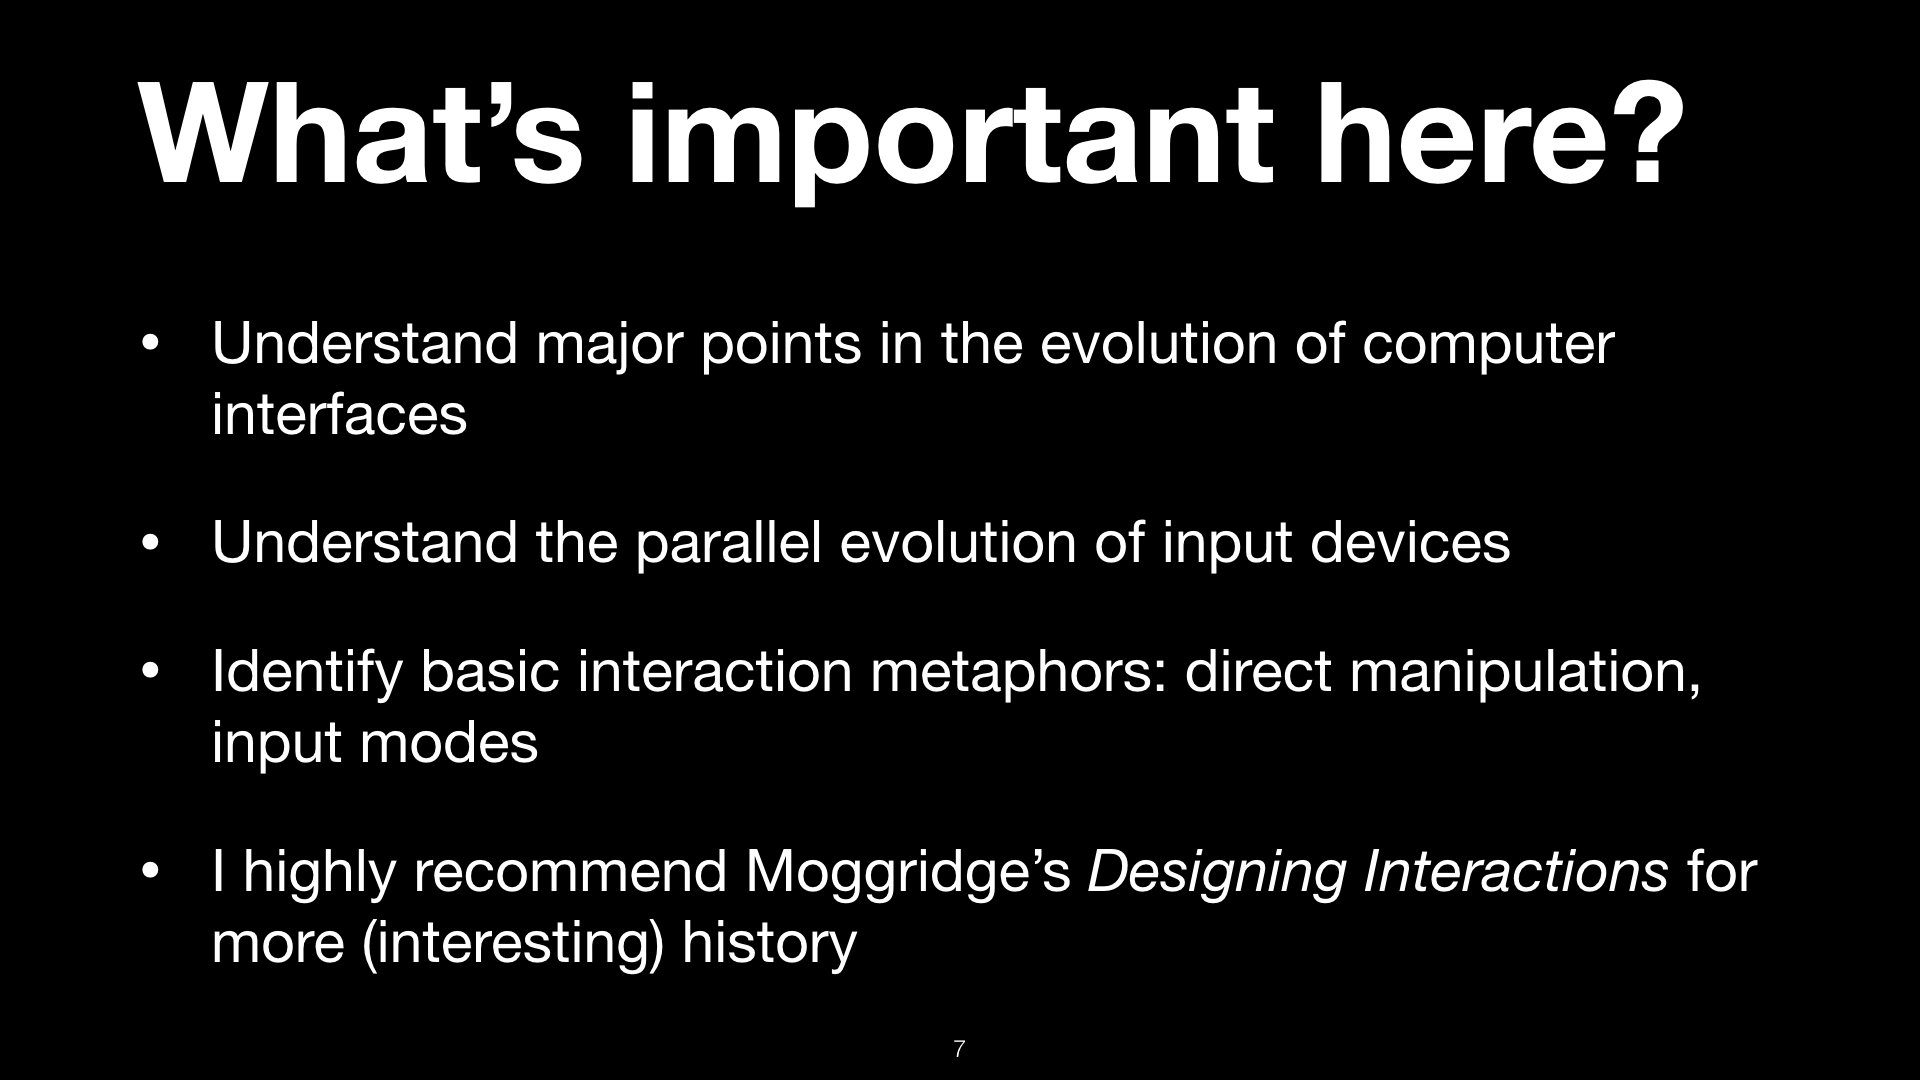 What’s important here?
• Understand major points in the evolution of computer
interfaces
• Understand the parallel evolution of input devices
• Identify basic interaction metaphors: direct manipulation,
input modes
• I highly recommend Moggridge’s Designing Interactions for
more (interesting) history
7